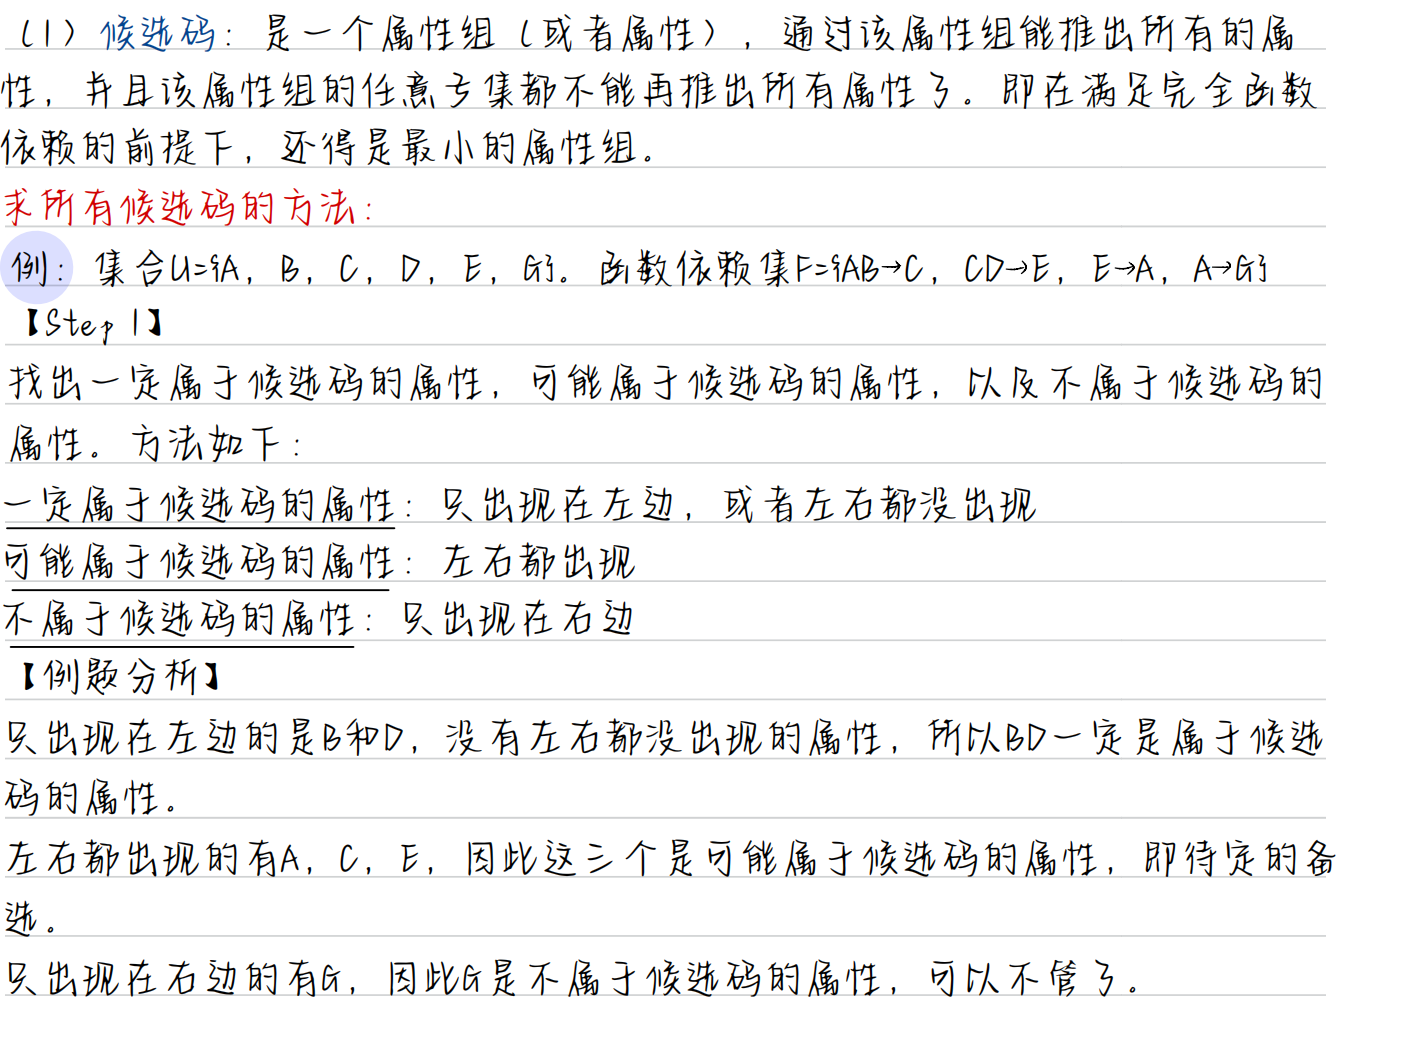 （1）候选码：是一个属性组（或者属性），通过该属性组能推出所有的属
性，并且该属性组的任意子集都不能再推出所有属性了。即在满足完全函数
依赖的前提下，还得是最小的属性组。
求所有候选码的方法：
例：集合U={A，B，C，D，E，G}。函数依赖集F={AB→C，CD→E，E→A，A→G}
【Step 1】
找出一定属于候选码的属性，可能属于候选码的属性，以及不属于候选码的
属性。方法如下：
一定属于候选码的属性：只出现在左边，或者左右都没出现
可能属于候选码的属性：左右都出现
不属于候选码的属性：只出现在右边
【例题分析】
只出现在左边的是B和D，没有左右都没出现的属性，所以BD一定是属于候选
码的属性。
左右都出现的有A，C，E，因此这三个是可能属于候选码的属性，即待定的备
选。
只出现在右边的有G，因此G是不属于候选码的属性，可以不管了。